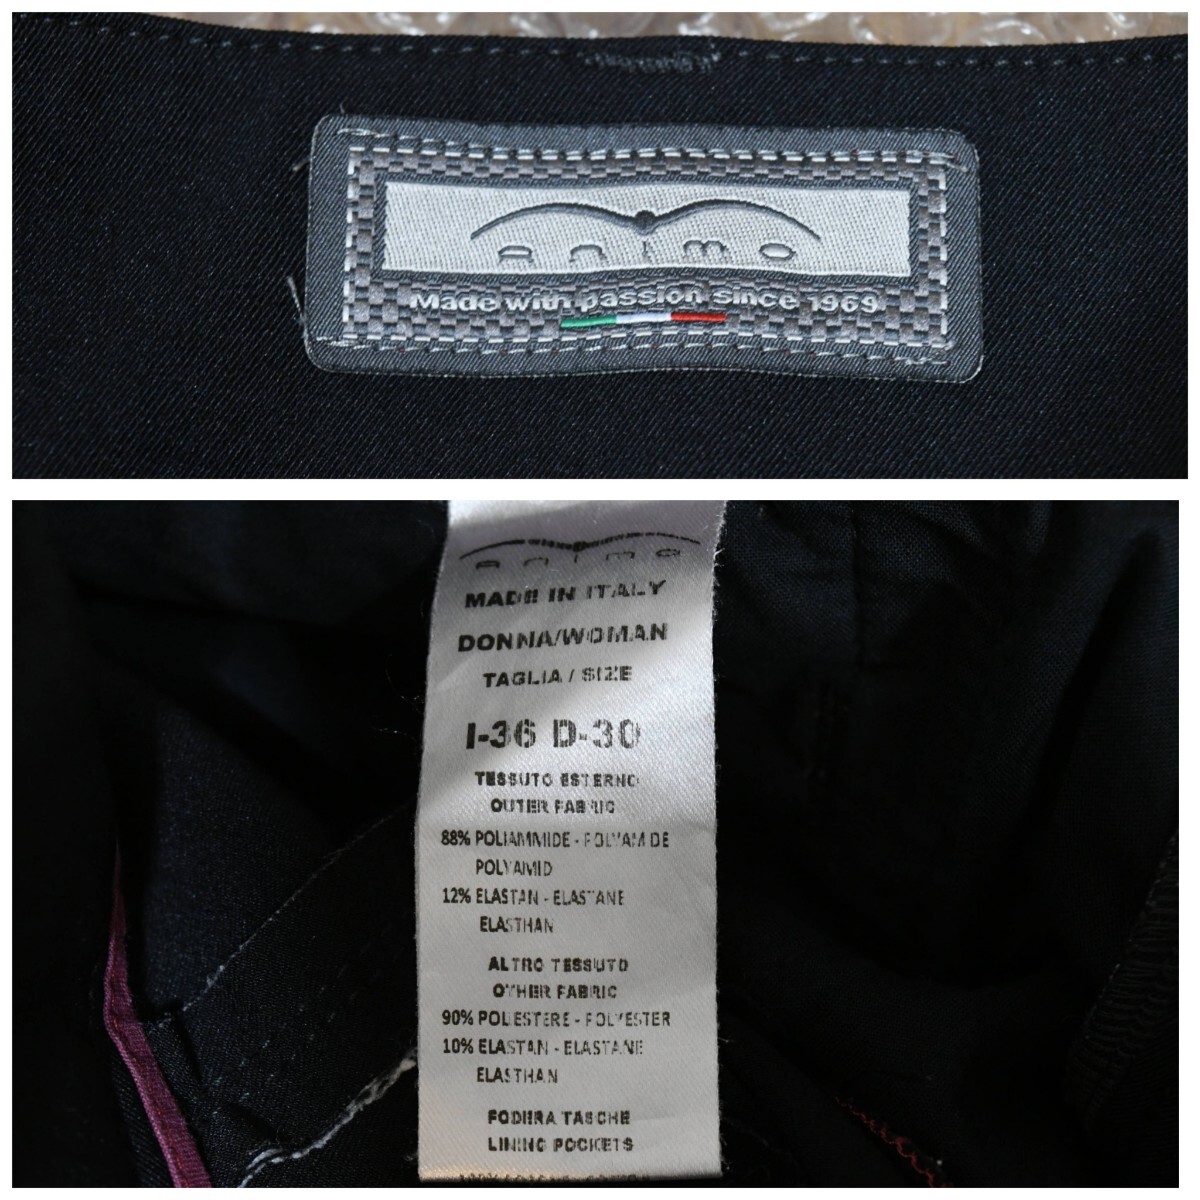 animo
Made with passion since 1969
animo
MADE IN ITALY
DONNA/WOMAN
TAGLIA / SIZE
I-36 D-30
TESSUTO ESTERNO
OUTER FABRIC
88% POLIAMMIDE - POLYAMIDE
POLYAMID
12% ELASTAN - ELASTANE
ELASTHAN
ALTRO TESSUTO
OTHER FABRIC
90% POLIESTERE - POLYESTER
10% ELASTAN - ELASTANE
ELASTHAN
FODERA TASCHE
LINING POCKETS